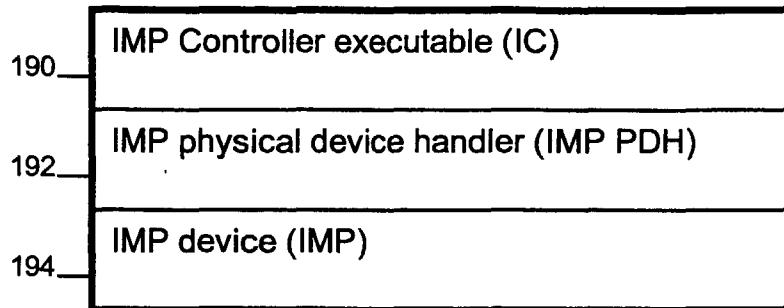 IMP Controller executable (IC)
190
IMP physical device handler (IMP PDH)
192
IMP device (IMP)
194